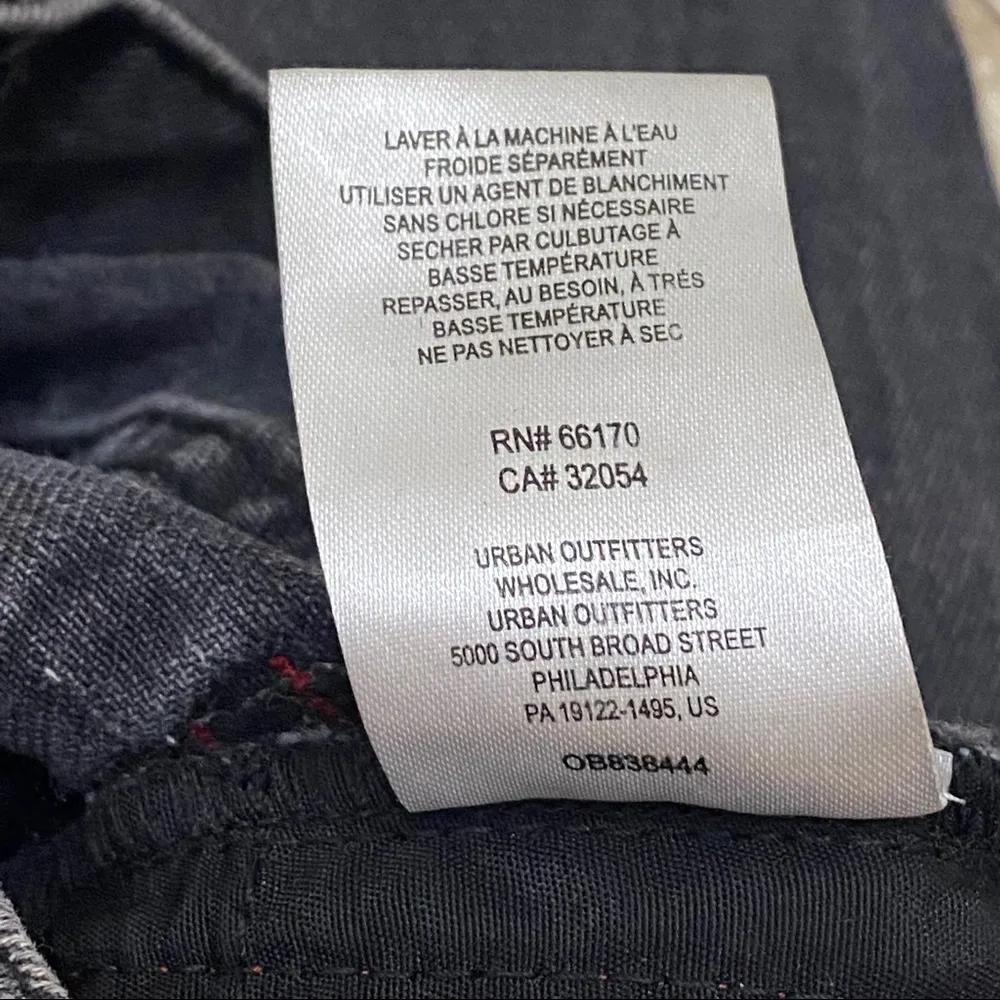 LAVER À LA MACHINE À L'EAU
FROIDE SÉPARÉMENT
UTILISER UN AGENT DE BLANCHIMENT
SANS CHLORE SI NÉCESSAIRE
SECHER PAR CULBUTAGE À
BASSE TEMPÉRATURE
REPASSER, AU BESOIN, À TRÉS
BASSE TEMPÉRATURE
NE PAS NETTOYER À SEC
RN# 66170
CA# 32054
URBAN OUTFITTERS
WHOLESALE, INC.
URBAN OUTFITTERS
5000 SOUTH BROAD STREET
PHILADELPHIA
PA 19122-1495, US
OB838444